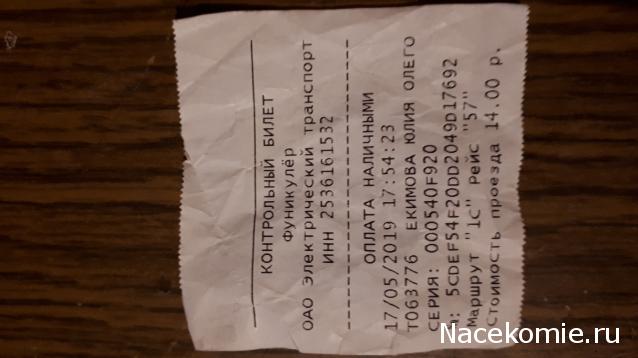 КОНТРОЛЬНЫЙ БИЛЕТ
Фуникулёр
ОАО Электрический транспорт
ИНН 2536161532
ОПЛАТА НАЛИЧНЫМИ
17/05/2019 17:54:23
Т063776 ЕКИМОВА ЮЛИЯ ОЛЕГО
СЕРИЯ: 000540F920
: 5CDEF54F20DD2049D17692
Маршрут "1С" Рейс "57"
Стоимость проезда 14.00 р.
Nacekomie.ru